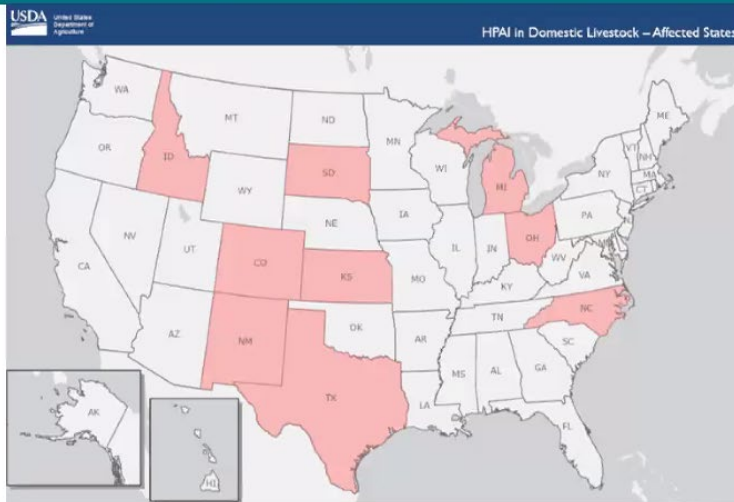 USDA
United States
Department of
Agriculture
HPAI in Domestic Livestock – Affected States
WA
MT
ND
MN
ME
OR
ID
SD
WI
MI
VT
NH
NY
MA
CT
WY
IA
PA
NE
NV
UT
IL
IN
OH
CA
CO
KS
MO
WV
VA
KY
NC
TN
AZ
NM
OK
AR
SC
MS
AL
GA
TX
LA
FL
AK
HI